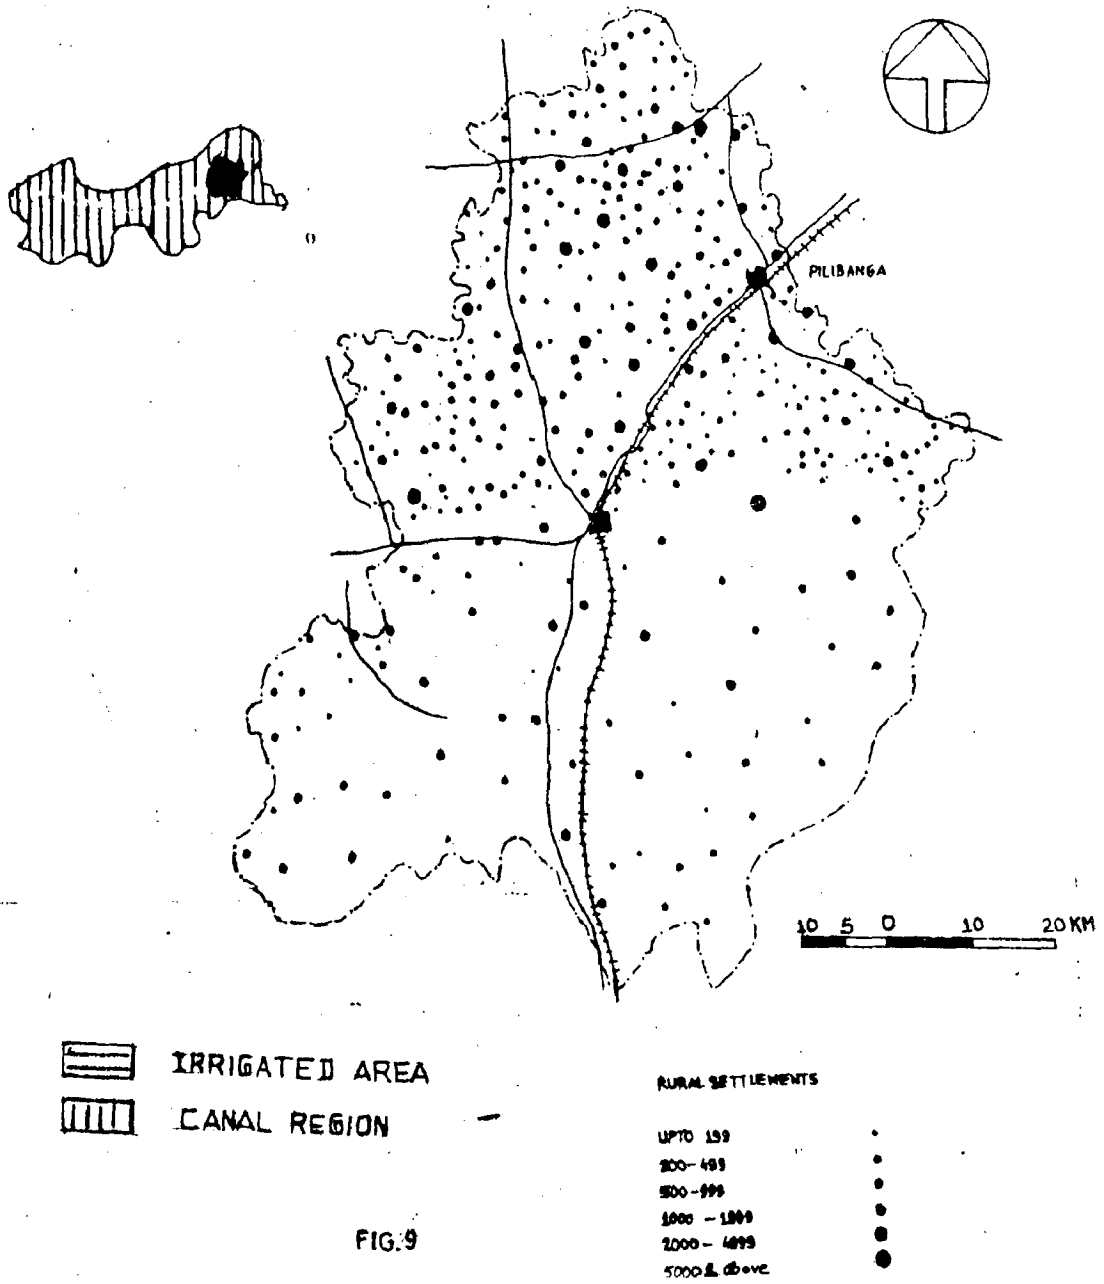 PILIBANGA
10 5 0 10 20 KM
IRRIGATED AREA
CANAL REGION
RURAL SETTLEMENTS
UPTO 199
200-499
500-999
1000 - 1999
2000 - 4999
5000 & above
FIG. 9